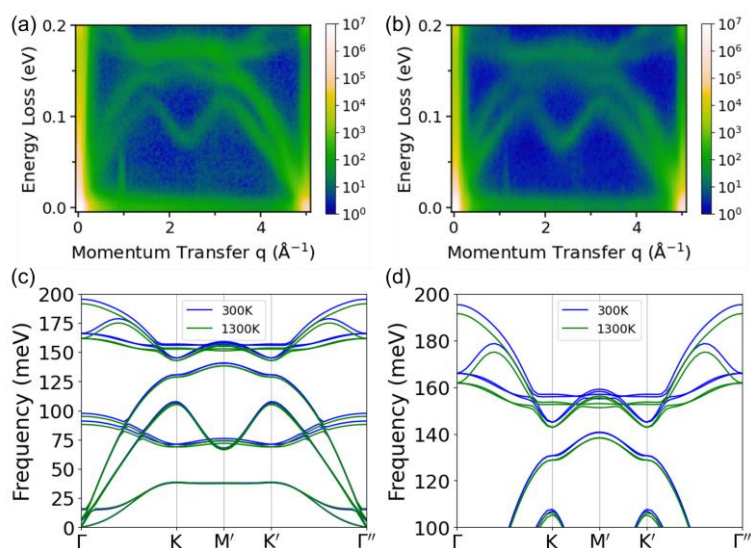 (a)
0.2
0.1
0.0
Energy Loss (eV)
0 2 4
Momentum Transfer q (Å⁻¹)
10⁷
10⁶
10⁵
10⁴
10³
10²
10¹
10⁰
(b)
0.2
0.1
0.0
Energy Loss (eV)
0 2 4
Momentum Transfer q (Å⁻¹)
10⁷
10⁶
10⁵
10⁴
10³
10²
10¹
10⁰
(c)
200
175
150
125
100
75
50
25
0
Frequency (meV)
300K
1300K
Γ K M′ K′ Γ″
(d)
200
180
160
140
120
100
Frequency (meV)
300K
1300K
Γ K M′ K′ Γ″